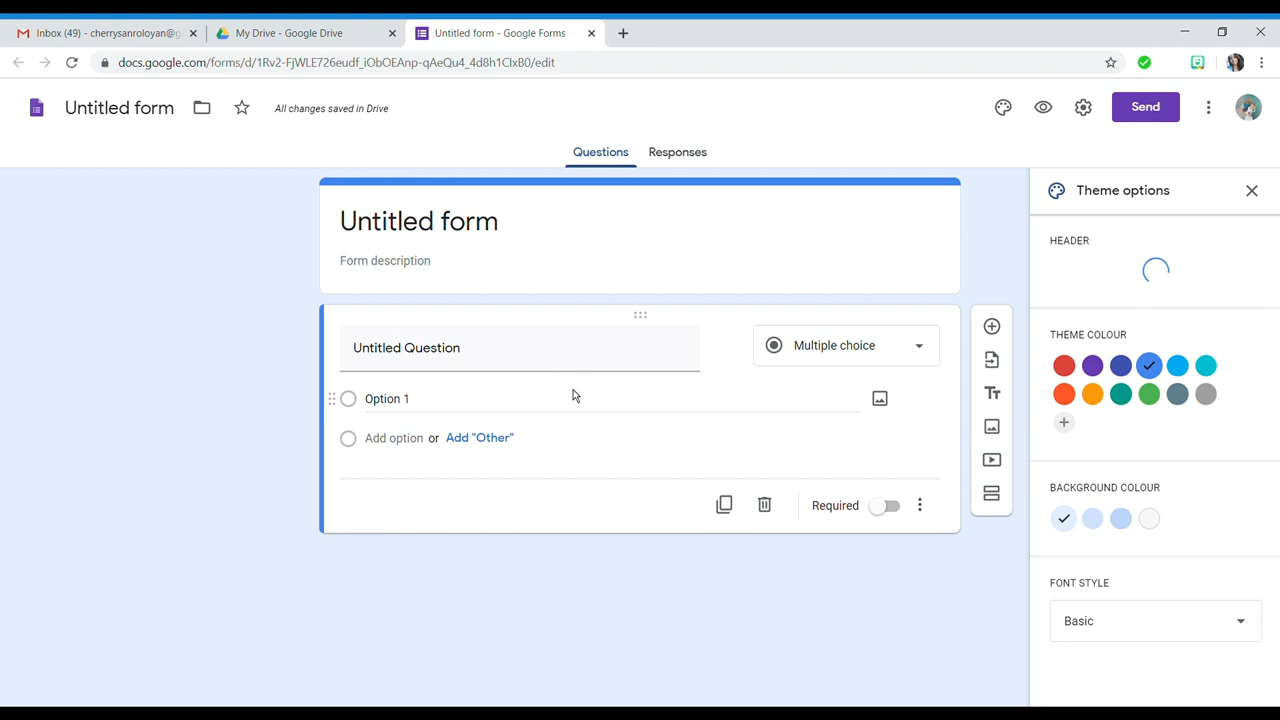 Inbox (49) - cherrysanroloyan@g
My Drive - Google Drive
Untitled form - Google Forms
docs.google.com/forms/d/1Rv2-FjWLE726eudf_iObOEAnp-qAeQu4_4d8h1ClxB0/edit
Untitled form
All changes saved in Drive
Send
Questions
Responses
Untitled form
Form description
Untitled Question
Multiple choice
Option 1
Add option or Add "Other"
Required
Theme options
HEADER
THEME COLOUR
BACKGROUND COLOUR
FONT STYLE
Basic